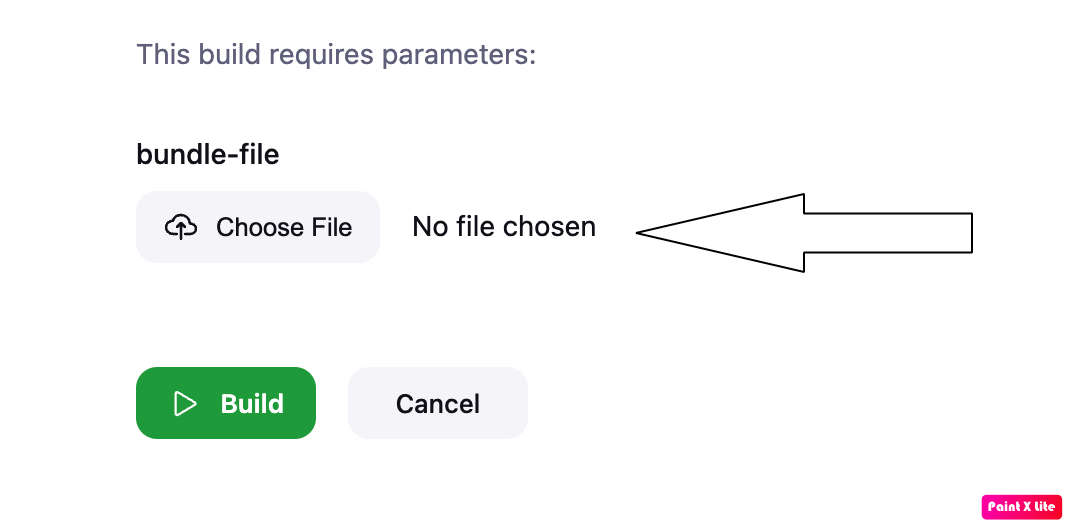 This build requires parameters:
bundle-file
Choose File No file chosen
Build Cancel
Paint X Lite